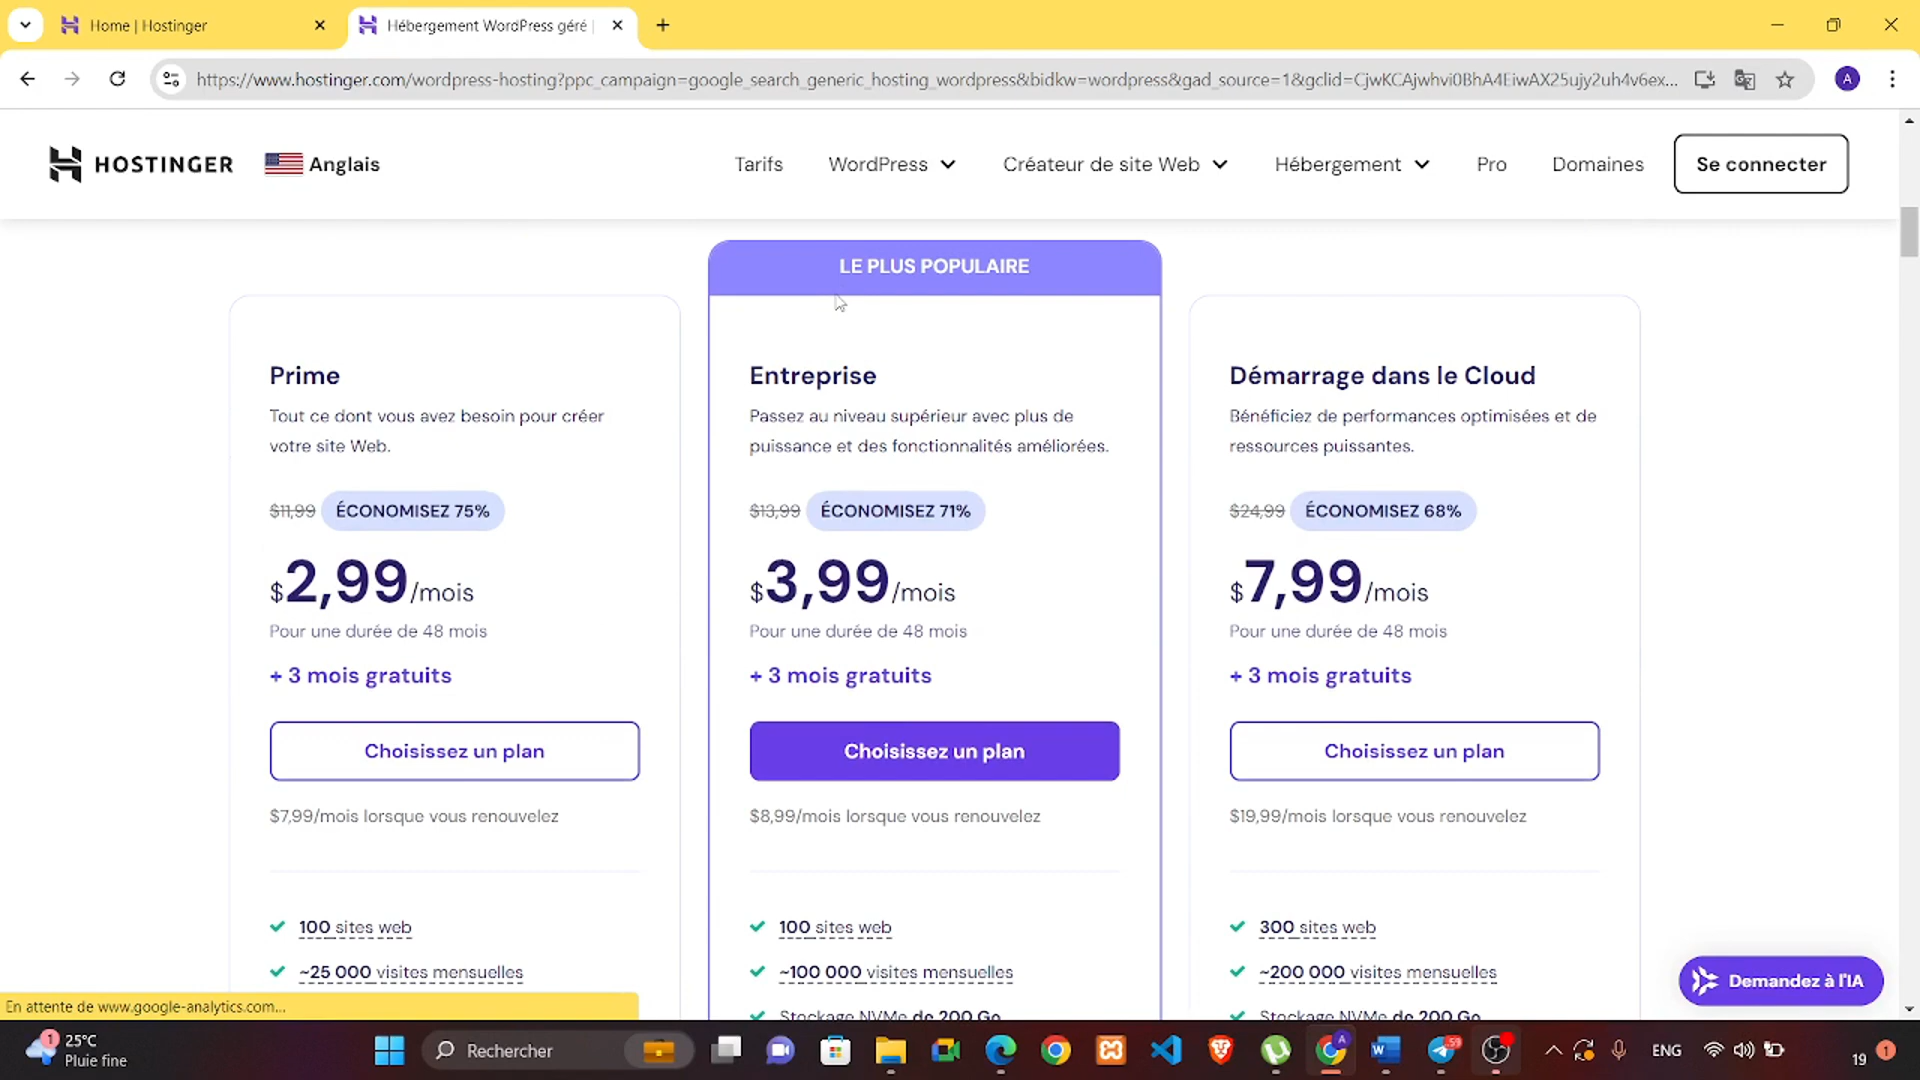 Home | Hostinger
Hébergement WordPress géré |
https://www.hostinger.com/wordpress-hosting?ppc_campaign=google_search_generic_hosting_wordpress&bidkw=wordpress&gad_source=1&gclid=CjwKCAjwhvi0BhA4EiwAX25ujy2uh4v6ex...
A
HOSTINGER
Anglais
Tarifs
WordPress
Créateur de site Web
Hébergement
Pro
Domaines
Se connecter
LE PLUS POPULAIRE
Prime
Tout ce dont vous avez besoin pour créer
votre site Web.
$11,99 ÉCONOMISEZ 75%
$2,99/mois
Pour une durée de 48 mois
+ 3 mois gratuits
Choisissez un plan
$7,99/mois lorsque vous renouvelez
100 sites web
~25 000 visites mensuelles
Entreprise
Passez au niveau supérieur avec plus de
puissance et des fonctionnalités améliorées.
$13,99 ÉCONOMISEZ 71%
$3,99/mois
Pour une durée de 48 mois
+ 3 mois gratuits
Choisissez un plan
$8,99/mois lorsque vous renouvelez
100 sites web
~100 000 visites mensuelles
Stockage NVMe de 200 Go
Démarrage dans le Cloud
Bénéficiez de performances optimisées et de
ressources puissantes.
$24,99 ÉCONOMISEZ 68%
$7,99/mois
Pour une durée de 48 mois
+ 3 mois gratuits
Choisissez un plan
$19,99/mois lorsque vous renouvelez
300 sites web
~200 000 visites mensuelles
Stockage NVMe de 200 Go
Demandez à l'IA
En attente de www.google-analytics.com...
1
25°C
Pluie fine
Rechercher
A
W
59
ENG
19
1